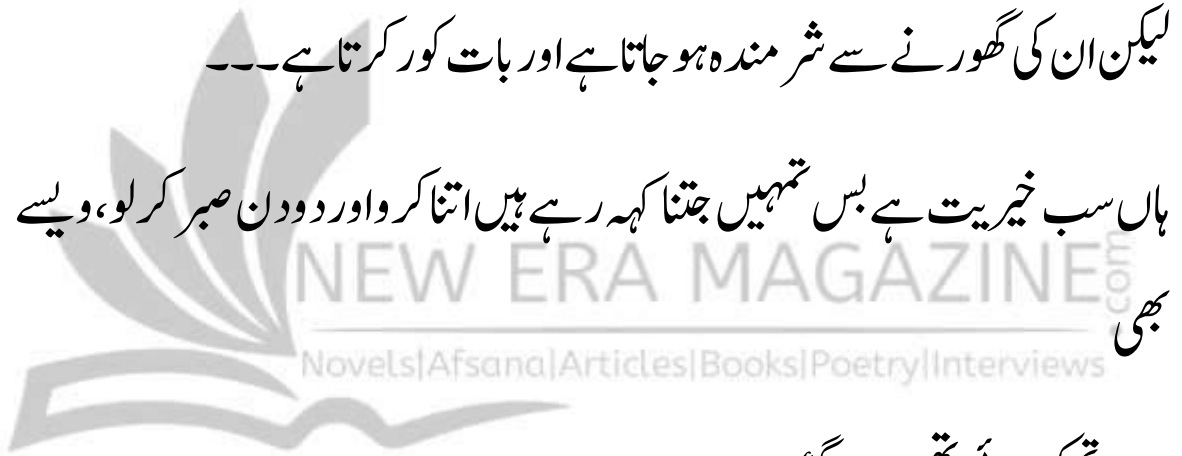 لیکن ان کی گھورنے سے شرمندہ ہو جاتا ہے اور بات کور کرتا ہے۔۔۔
ہاں سب خیریت ہے بس تمہیں جتنا کہہ رہے ہیں اتنا کرو اور دو دن صبر کر لو، ویسے
NEW ERA MAGAZINE.com
بھی
Novels|Afsana|Articles|Books|Poetry|Interviews